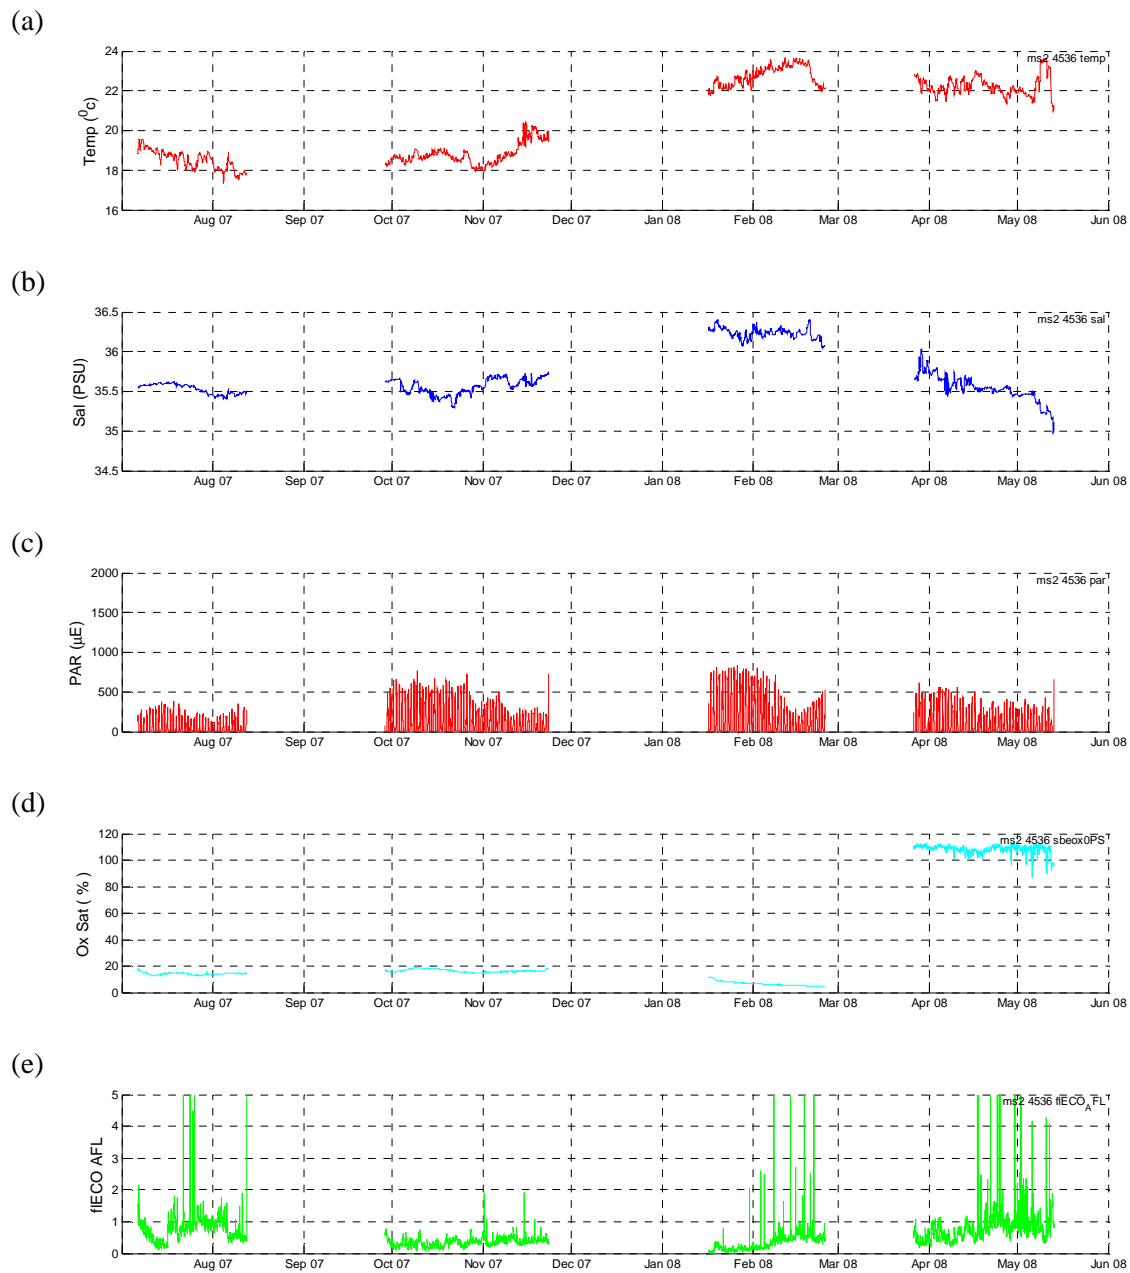 (a)
24
22
20
18
16
Temp (⁰c)
ms2 4536 temp
Aug 07 Sep 07 Oct 07 Nov 07 Dec 07 Jan 08 Feb 08 Mar 08 Apr 08 May 08 Jun 08
(b)
36.5
36
35.5
35
34.5
Sal (PSU)
ms2 4536 sal
Aug 07 Sep 07 Oct 07 Nov 07 Dec 07 Jan 08 Feb 08 Mar 08 Apr 08 May 08 Jun 08
(c)
2000
1500
1000
500
0
PAR (µE)
ms2 4536 par
Aug 07 Sep 07 Oct 07 Nov 07 Dec 07 Jan 08 Feb 08 Mar 08 Apr 08 May 08 Jun 08
(d)
120
100
80
60
40
20
0
Ox Sat ( %)
ms2 4536 sbeox0PS
Aug 07 Sep 07 Oct 07 Nov 07 Dec 07 Jan 08 Feb 08 Mar 08 Apr 08 May 08 Jun 08
(e)
5
4
3
2
1
0
flECO AFL
ms2 4536 flECO_AFL
Aug 07 Sep 07 Oct 07 Nov 07 Dec 07 Jan 08 Feb 08 Mar 08 Apr 08 May 08 Jun 08